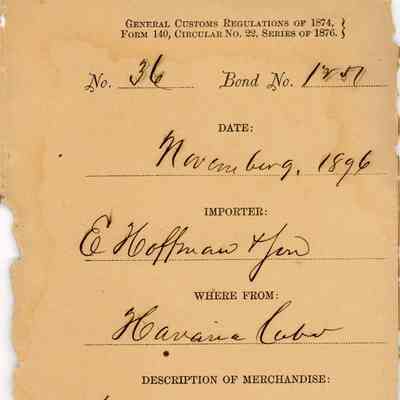 GENERAL CUSTOMS REGULATIONS OF 1874,
FORM 140, CIRCULAR NO. 22, SERIES OF 1876.
No. 36 Bond No.
DATE:
November 9, 1896
IMPORTER:
E Hoffman & Son
WHERE FROM:
Havana Cuba
DESCRIPTION OF MERCHANDISE: